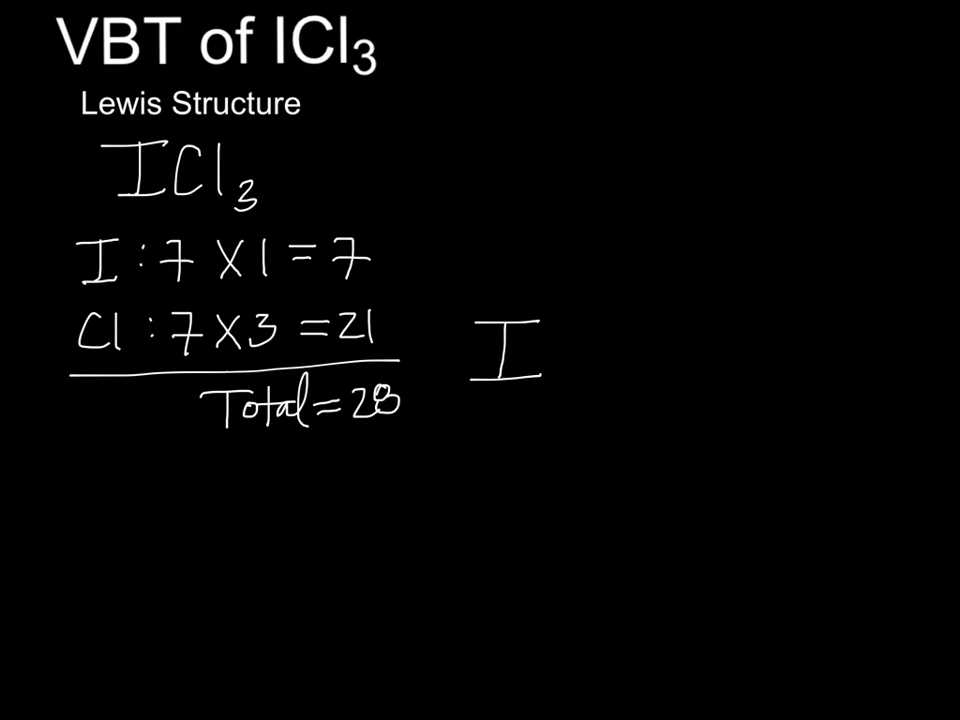 VBT of ICl₃
Lewis Structure
ICl₃
I : 7 X 1 = 7
Cl : 7 X 3 = 21
Total = 28
I